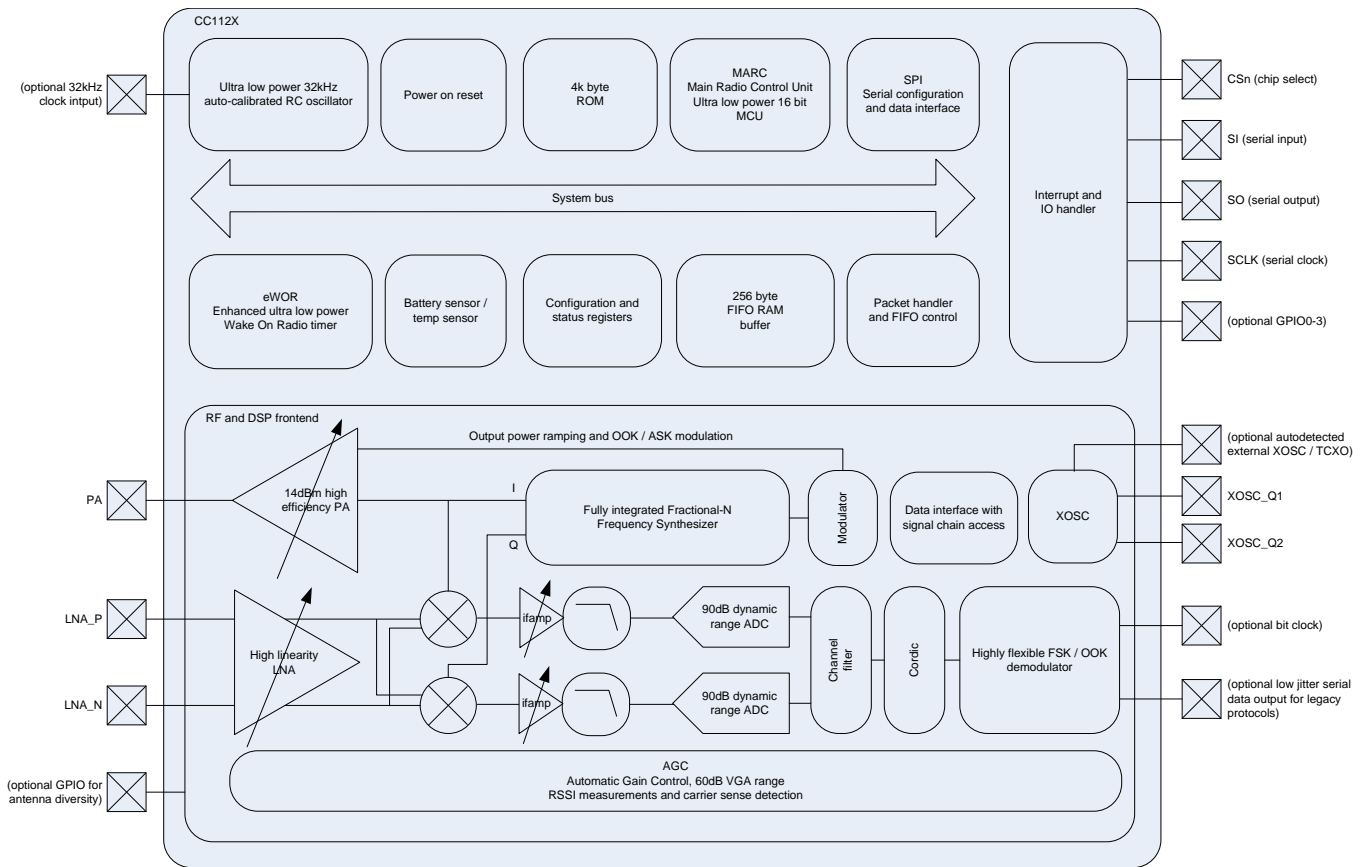 CC112X
(optional 32kHz
clock intput)
Ultra low power 32kHz
auto-calibrated RC oscillator
Power on reset
4k byte
ROM
MARC
Main Radio Control Unit
Ultra low power 16 bit
MCU
SPI
Serial configuration
and data interface
Interrupt and
IO handler
CSn (chip select)
SI (serial input)
SO (serial output)
SCLK (serial clock)
(optional GPIO0-3)
System bus
eWOR
Enhanced ultra low power
Wake On Radio timer
Battery sensor /
temp sensor
Configuration and
status registers
256 byte
FIFO RAM
buffer
Packet handler
and FIFO control
RF and DSP frontend
Output power ramping and OOK / ASK modulation
PA
14dBm high
efficiency PA
I
Q
Fully integrated Fractional-N
Frequency Synthesizer
Modulator
Data interface with
signal chain access
XOSC
(optional autodetected
external XOSC / TCXO)
XOSC_Q1
XOSC_Q2
LNA_P
LNA_N
High linearity
LNA
ifamp
ifamp
90dB dynamic
range ADC
90dB dynamic
range ADC
Channel
filter
Cordic
Highly flexible FSK / OOK
demodulator
(optional bit clock)
(optional low jitter serial
data output for legacy
protocols)
(optional GPIO for
antenna diversity)
AGC
Automatic Gain Control, 60dB VGA range
RSSI measurements and carrier sense detection